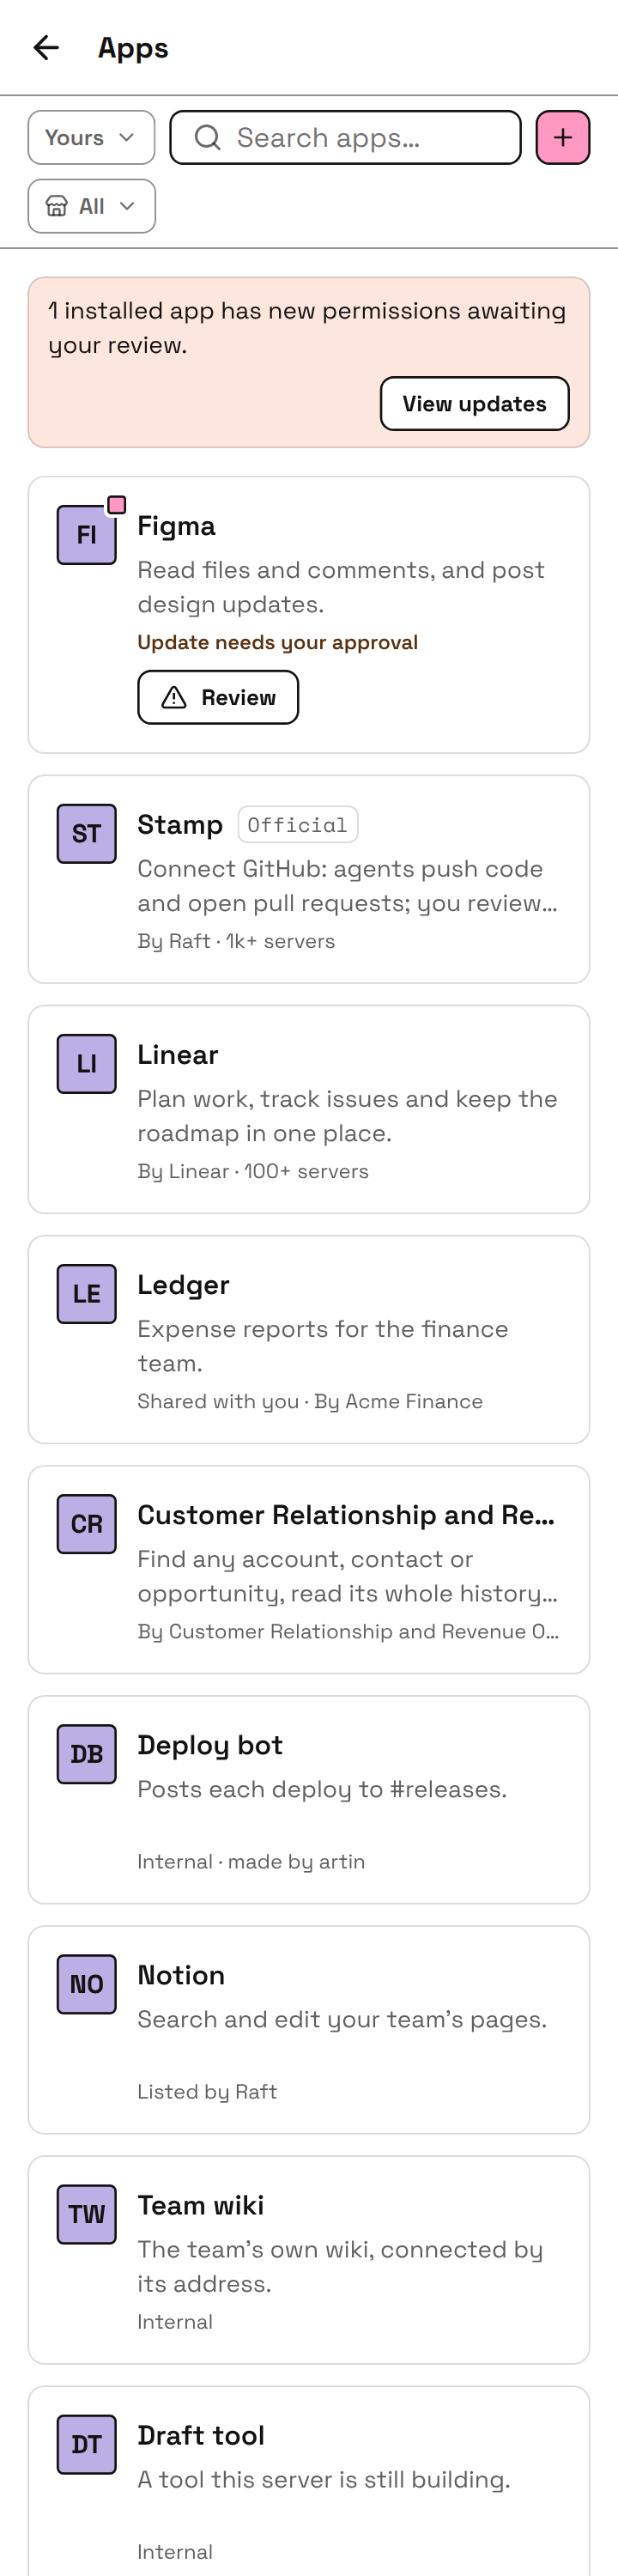 Apps
Yours
Search apps...
All
1 installed app has new permissions awaiting
your review.
View updates
FI
Figma
Read files and comments, and post
design updates.
Update needs your approval
Review
ST
Stamp Official
Connect GitHub: agents push code
and open pull requests; you review...
By Raft · 1k+ servers
LI
Linear
Plan work, track issues and keep the
roadmap in one place.
By Linear · 100+ servers
LE
Ledger
Expense reports for the finance
team.
Shared with you · By Acme Finance
CR
Customer Relationship and Re...
Find any account, contact or
opportunity, read its whole history...
By Customer Relationship and Revenue O...
DB
Deploy bot
Posts each deploy to #releases.
Internal · made by artin
NO
Notion
Search and edit your team’s pages.
Listed by Raft
TW
Team wiki
The team’s own wiki, connected by
its address.
Internal
DT
Draft tool
A tool this server is still building.
Internal